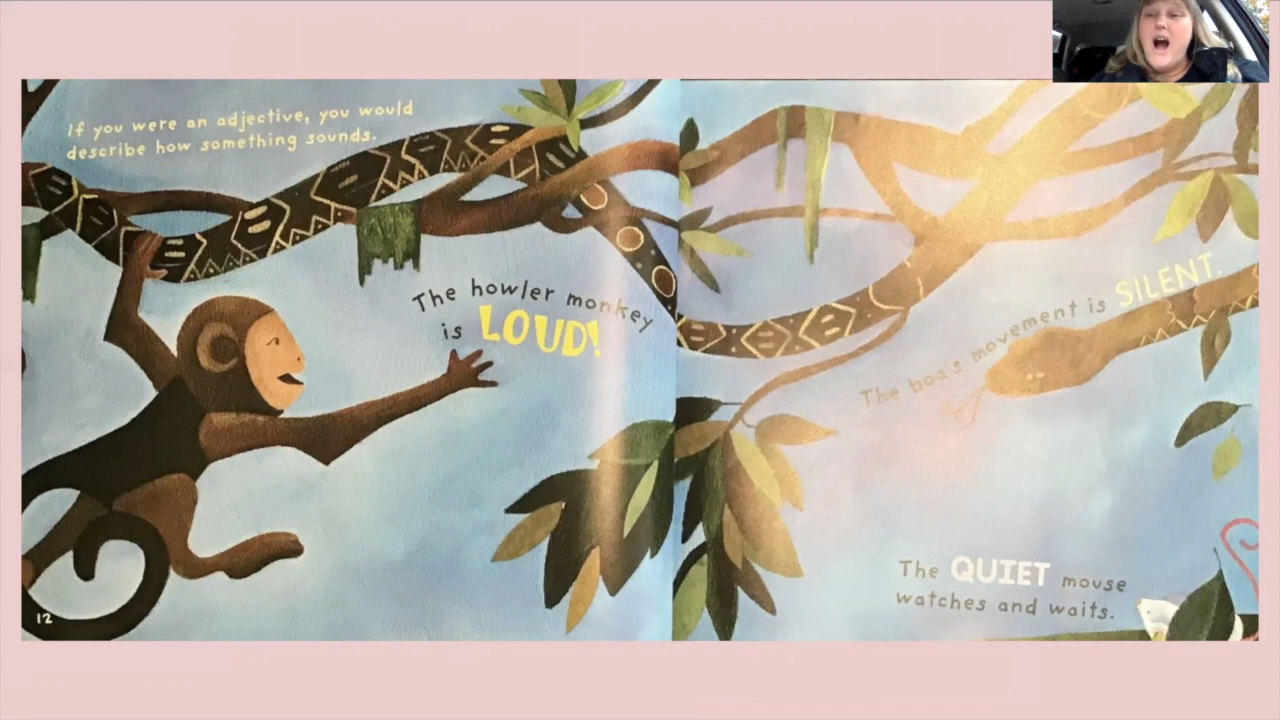 If you were an adjective, you would
describe how something sounds.
The howler monkey
is LOUD!
The boa's movement is SILENT.
The QUIET mouse
watches and waits.
12